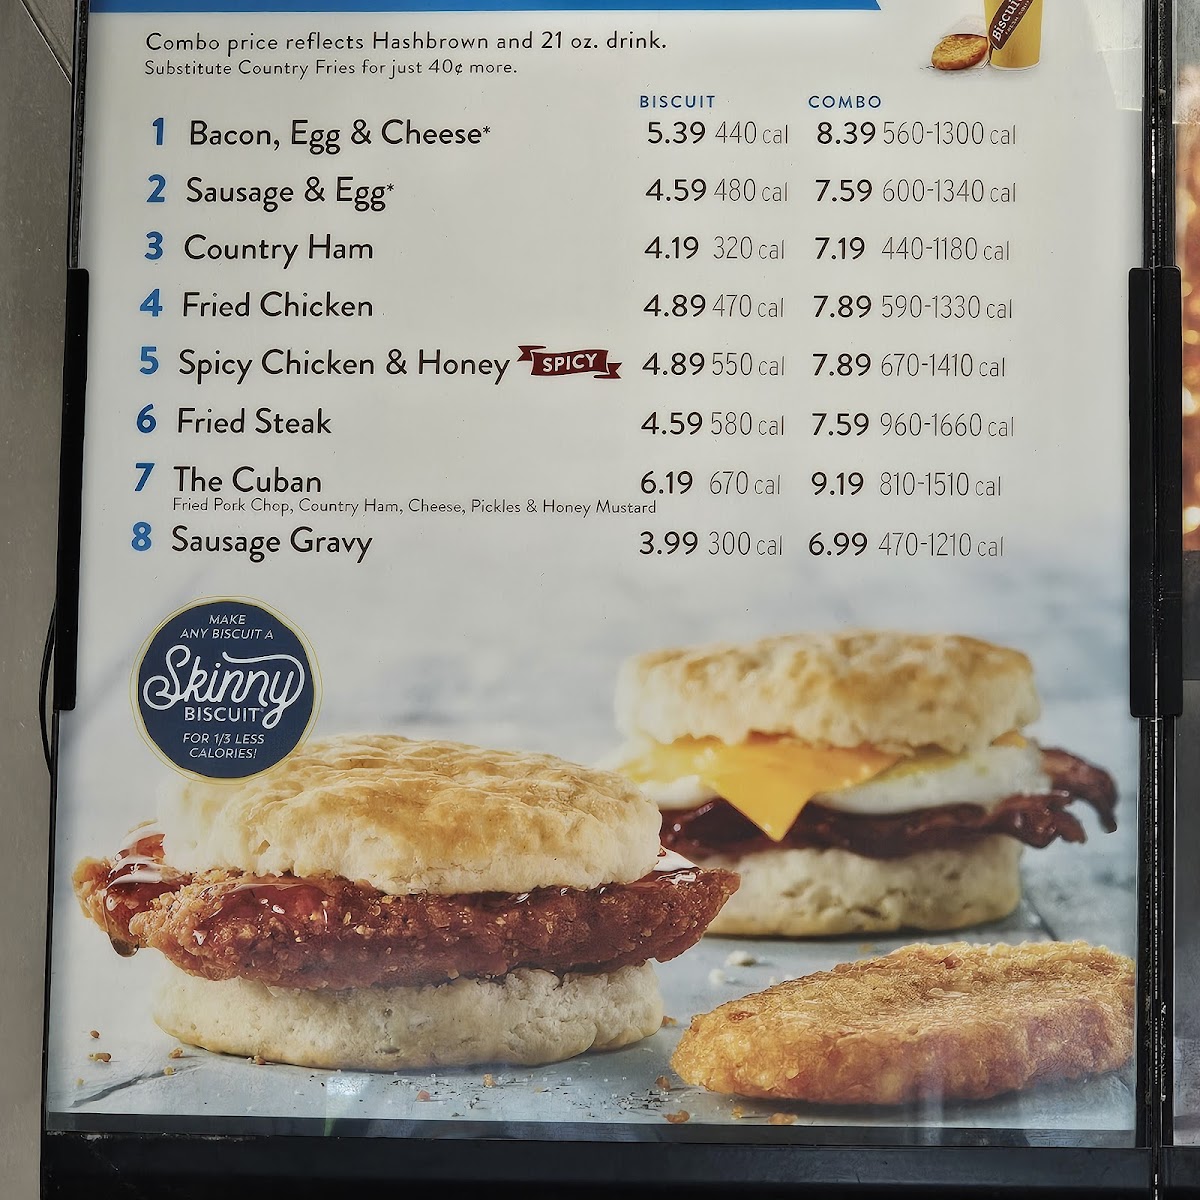 Biscuit
Combo price reflects Hashbrown and 21 oz. drink.
Substitute Country Fries for just 40¢ more.
BISCUIT COMBO
1 Bacon, Egg & Cheese* 5.39 440 cal 8.39 560-1300 cal
2 Sausage & Egg* 4.59 480 cal 7.59 600-1340 cal
3 Country Ham 4.19 320 cal 7.19 440-1180 cal
4 Fried Chicken 4.89 470 cal 7.89 590-1330 cal
5 Spicy Chicken & Honey SPICY 4.89 550 cal 7.89 670-1410 cal
6 Fried Steak 4.59 580 cal 7.59 960-1660 cal
7 The Cuban 6.19 670 cal 9.19 810-1510 cal
Fried Pork Chop, Country Ham, Cheese, Pickles & Honey Mustard
8 Sausage Gravy 3.99 300 cal 6.99 470-1210 cal
MAKE
ANY BISCUIT A
Skinny
BISCUIT®
FOR 1/3 LESS
CALORIES!